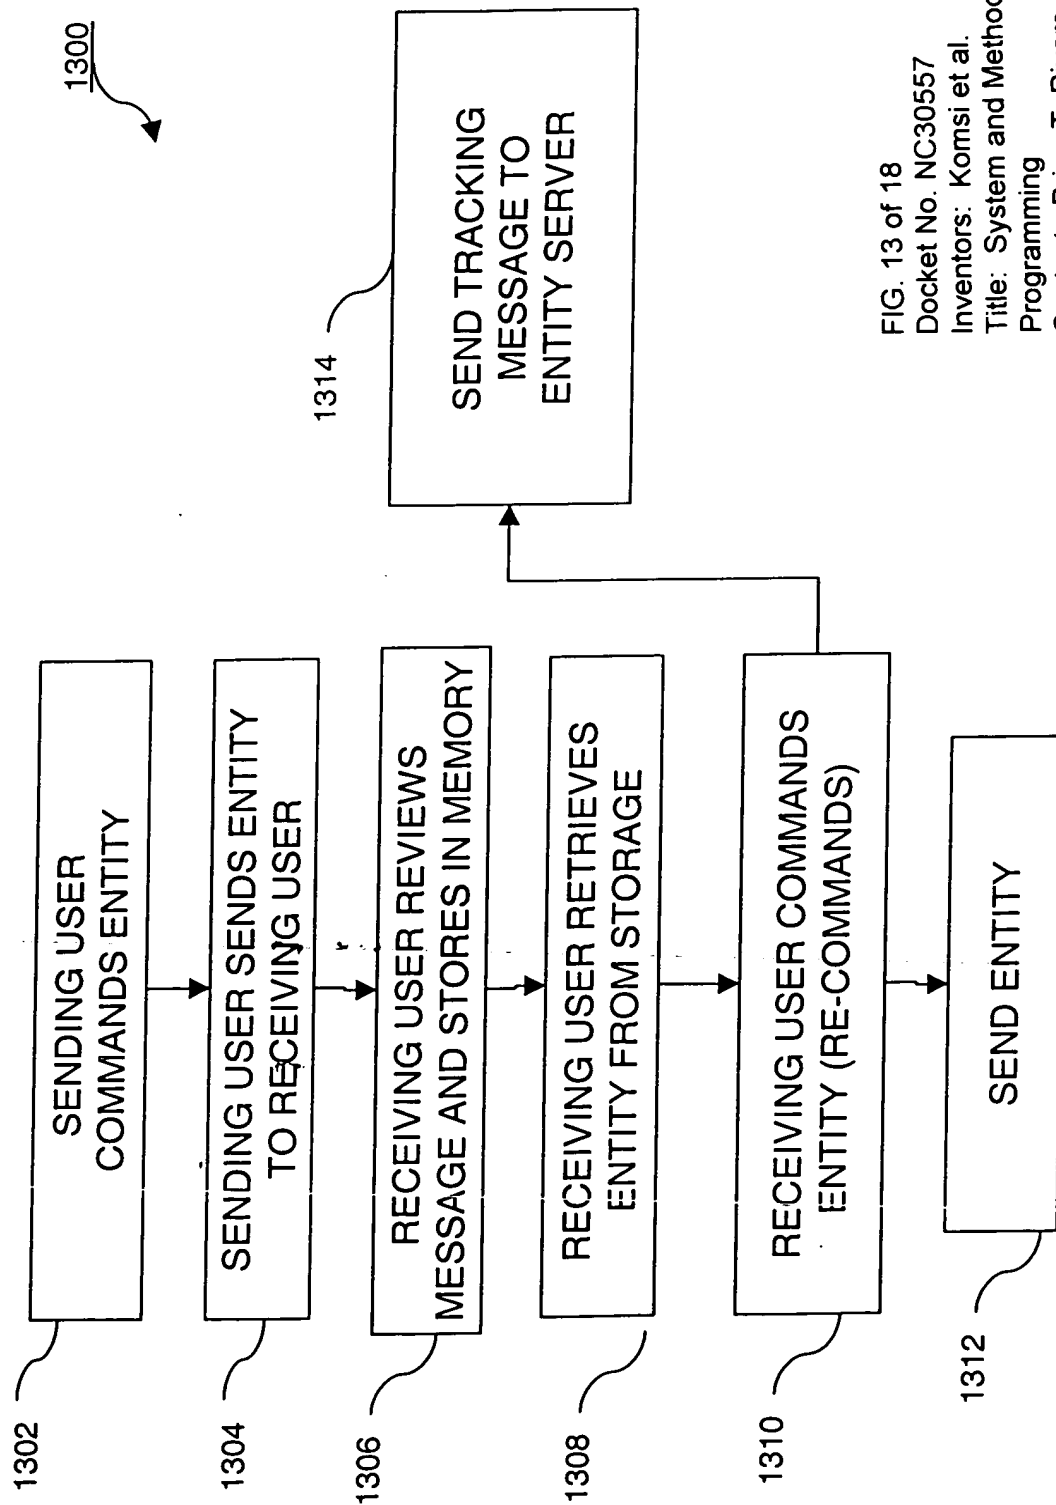 1300
1302
SENDING USER
COMMANDS ENTITY
1304
SENDING USER SENDS ENTITY
TO RECEIVING USER
1306
RECEIVING USER REVIEWS
MESSAGE AND STORES IN MEMORY
1308
RECEIVING USER RETRIEVES
ENTITY FROM STORAGE
1310
RECEIVING USER COMMANDS
ENTITY (RE-COMMANDS)
1312
SEND ENTITY
1314
SEND TRACKING
MESSAGE TO
ENTITY SERVER
FIG. 13 of 18
Docket No. NC30557
Inventors: Komsi et al.
Title: System and
Programming